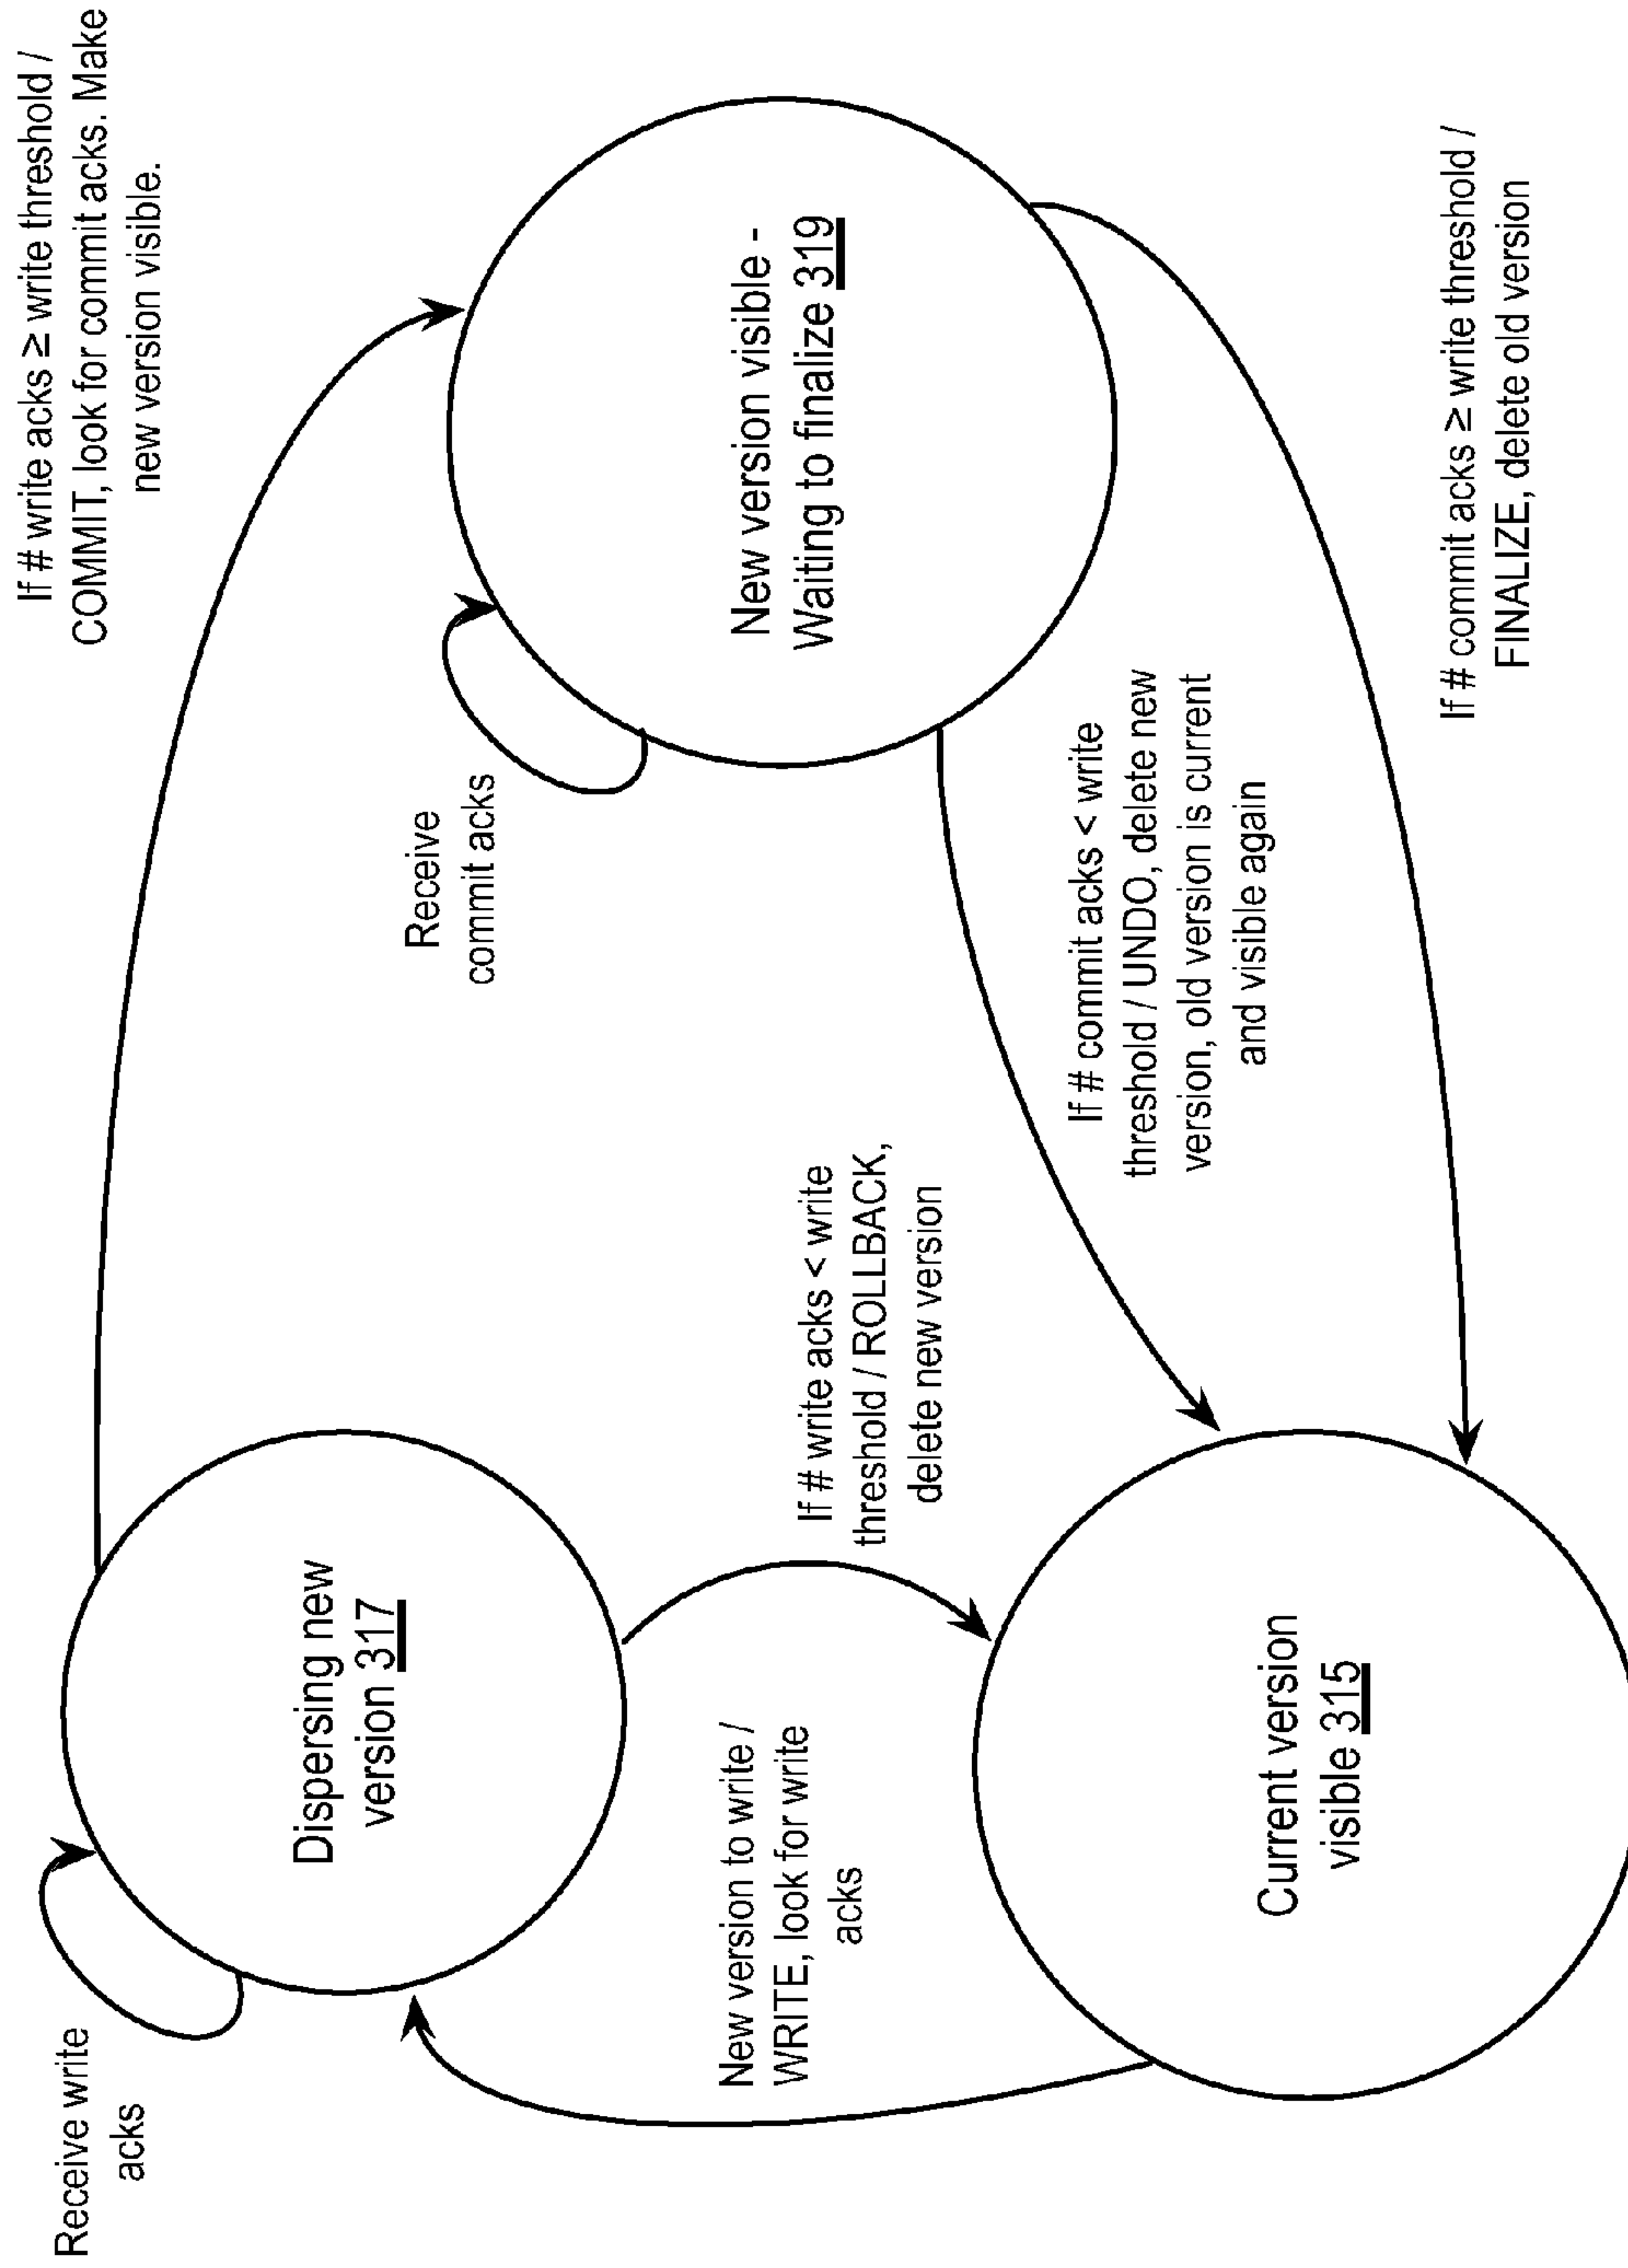 If # write acks ≥ write threshold /
COMMIT, look for commit acks. Make
new version visible.
Receive write
acks
Dispersing new
version 317
Receive
commit acks
New version visible -
Waiting to finalize 319
New version to write /
WRITE, look for write
acks
If # write acks < write
threshold / ROLLBACK,
delete new version
If # commit acks < write
threshold / UNDO, delete new
version, old version is current
and visible again
Current version
visible 315
If # commit acks ≥ write threshold /
FINALIZE, delete old version